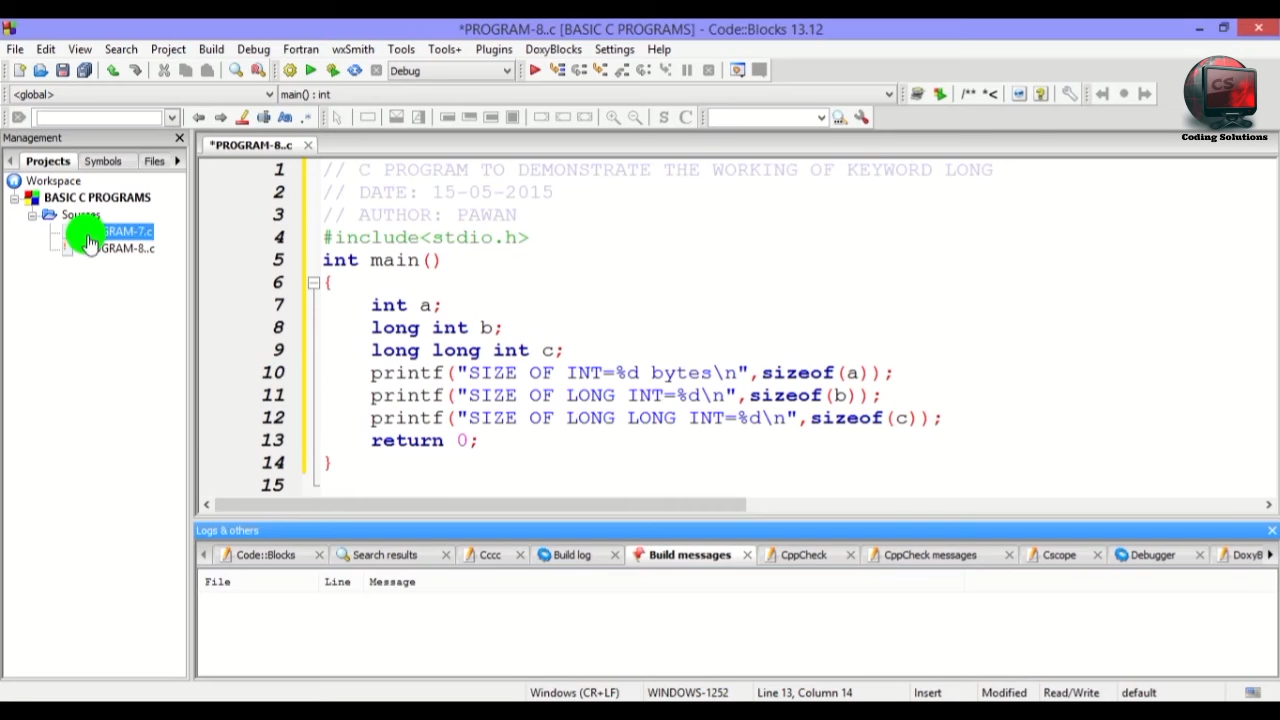 *PROGRAM-8..c [BASIC C PROGRAMS] - Code::Blocks 13.12
File Edit View Search Project Build Debug Fortran wxSmith Tools Tools+ Plugins DoxyBlocks Settings Help
Debug
<global> main() : int /** *<
S C
CS
Coding Solutions
Management
Projects Symbols Files
Workspace
BASIC C PROGRAMS
GRAM-7.c
GRAM-8..c
*PROGRAM-8..c
1 // C PROGRAM TO DEMONSTRATE THE WORKING OF KEYWORD LONG
2 // DATE: 15-05-2015
3 // AUTHOR: PAWAN
4 #include<stdio.h>
5 int main()
6 {
7 int a;
8 long int b;
9 long long int c;
10 printf("SIZE OF INT=%d bytes\n",sizeof(a));
11 printf("SIZE OF LONG INT=%d\n",sizeof(b));
12 printf("SIZE OF LONG LONG INT=%d\n",sizeof(c));
13 return 0;
14 }
15
Logs & others
Code::Blocks Search results Cccc Build log Build messages CppCheck CppCheck messages Cscope Debugger DoxyB
File Line Message
Windows (CR+LF) WINDOWS-1252 Line 13, Column 14 Insert Modified Read/Write default